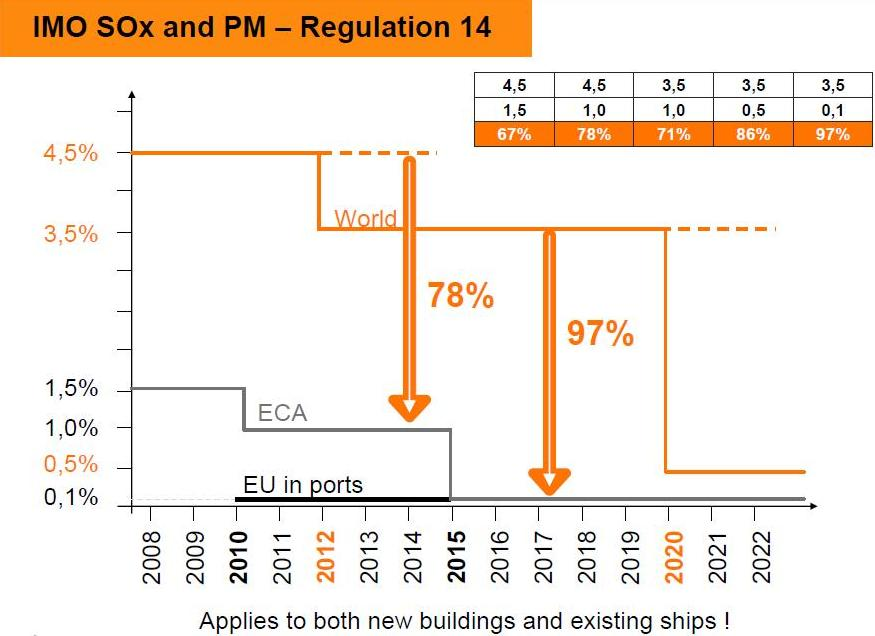 IMO SOx and PM – Regulation 14
4,5 4,5 3,5 3,5 3,5
1,5 1,0 1,0 0,5 0,1
67% 78% 71% 86% 97%
4,5%
3,5%
World
78%
97%
1,5%
ECA
1,0%
0,5%
EU in ports
0,1%
2008 2009 2010 2011 2012 2013 2014 2015 2016 2017 2018 2019 2020 2021 2022
Applies to both new buildings and existing ships !